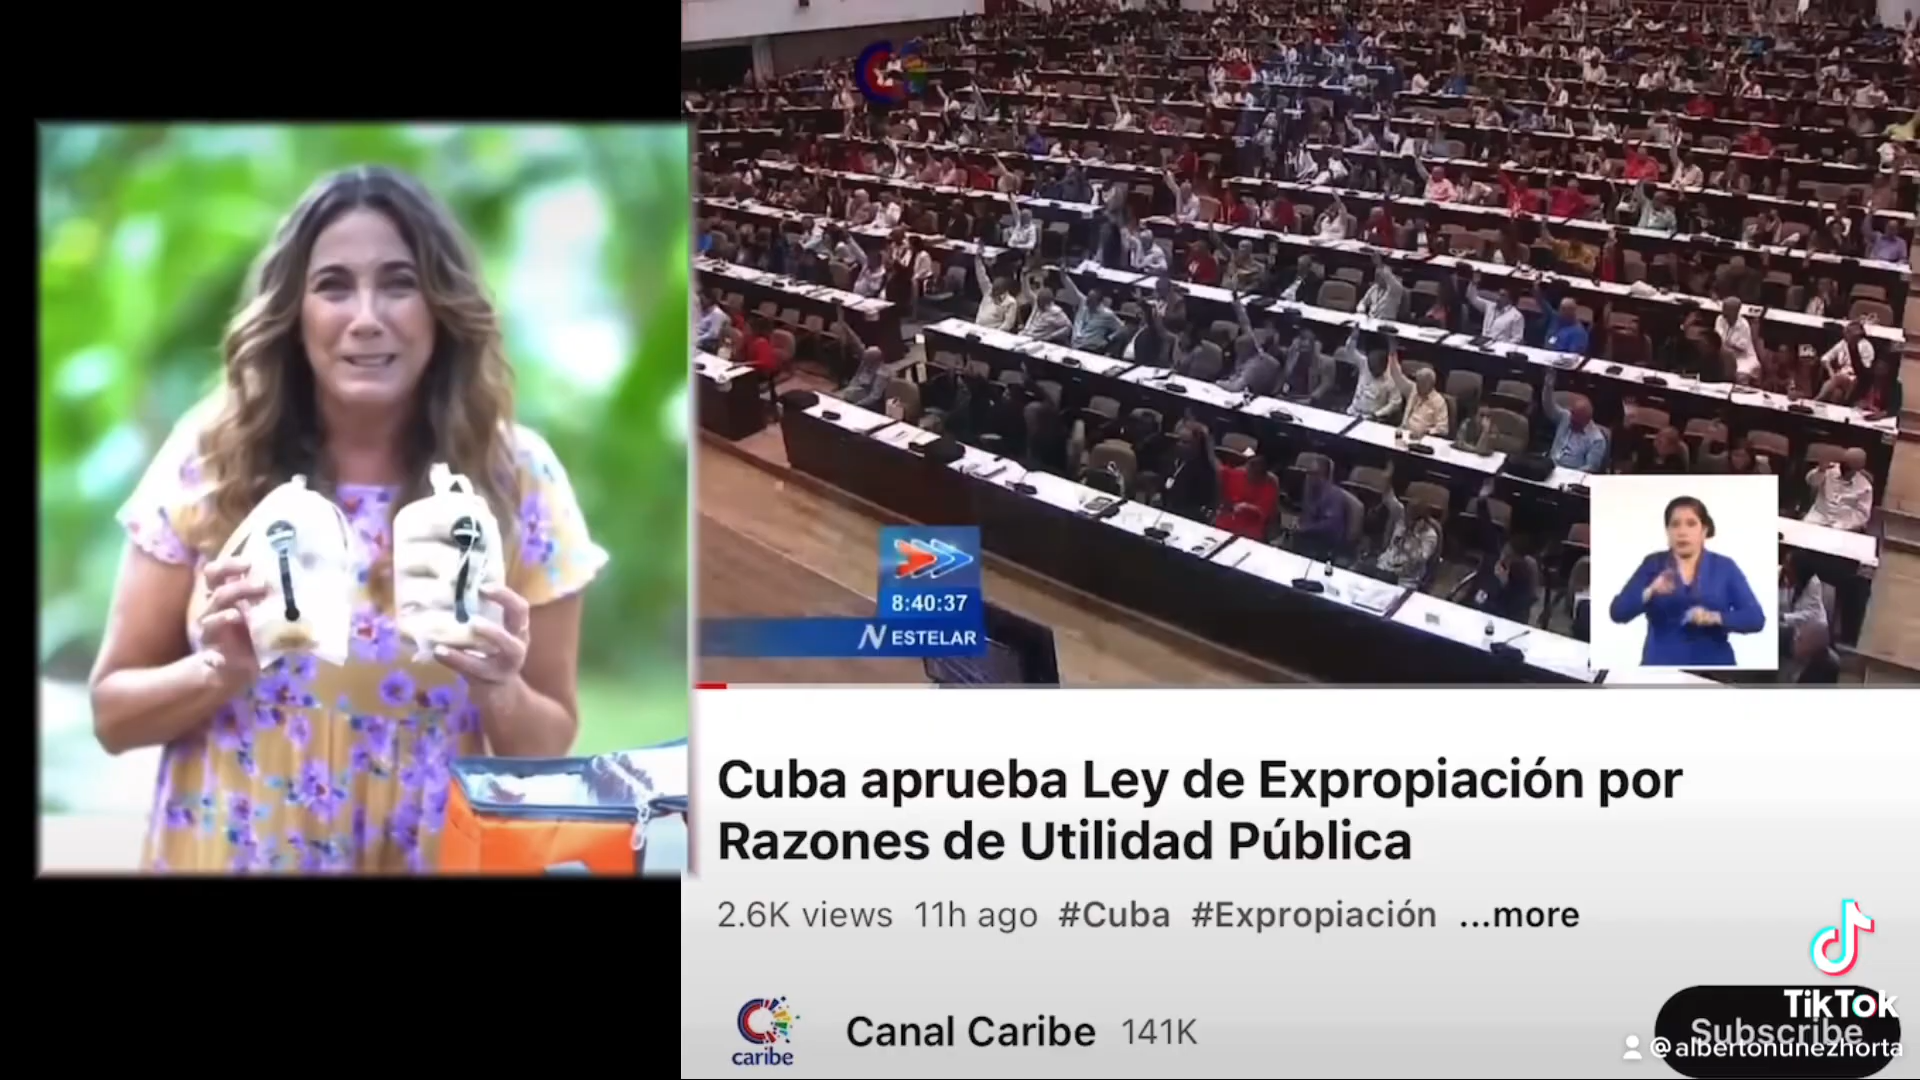 8:40:37
N ESTELAR
Cuba aprueba Ley de Expropiación por
Razones de Utilidad Pública
2.6K views 11h ago #Cuba #Expropiación ...more
caribe
Canal Caribe 141K
Subscribe
TikTok
@albertonunezhorta